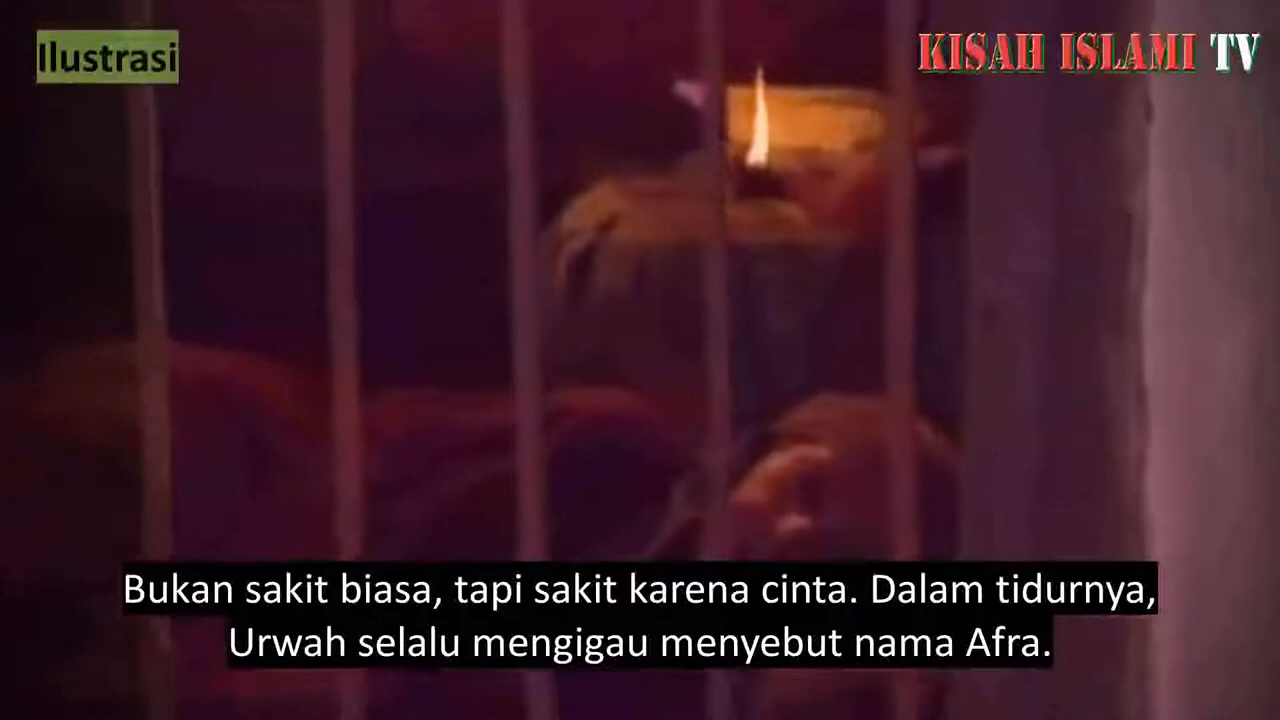 Ilustrasi
KISAH ISLAMI TV
Bukan sakit biasa, tapi sakit karena cinta. Dalam tidurnya,
Urwah selalu mengigau menyebut nama Afra.